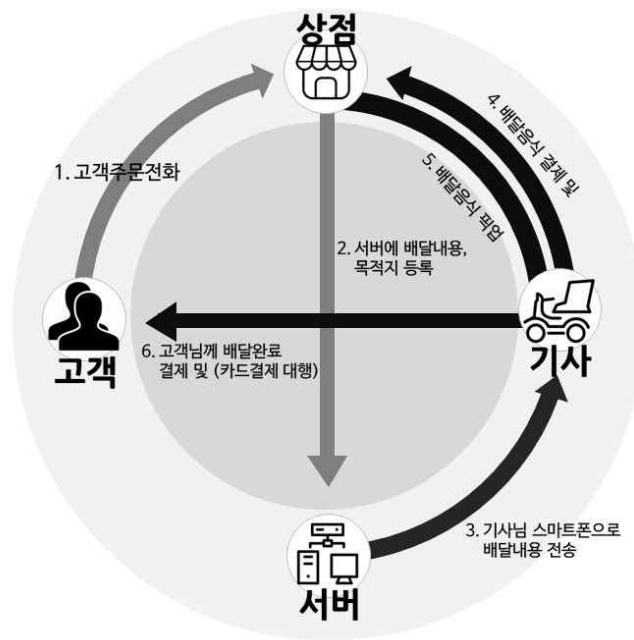 상점
1. 고객주문전화
4. 배달음식 결제 및
5. 배달음식 픽업
2. 서버에 배달내용,
목적지 등록
고객
6. 고객님께 배달완료
결제 및 (카드결제 대행)
기사
3. 기사님 스마트폰으로
배달내용 전송
서버